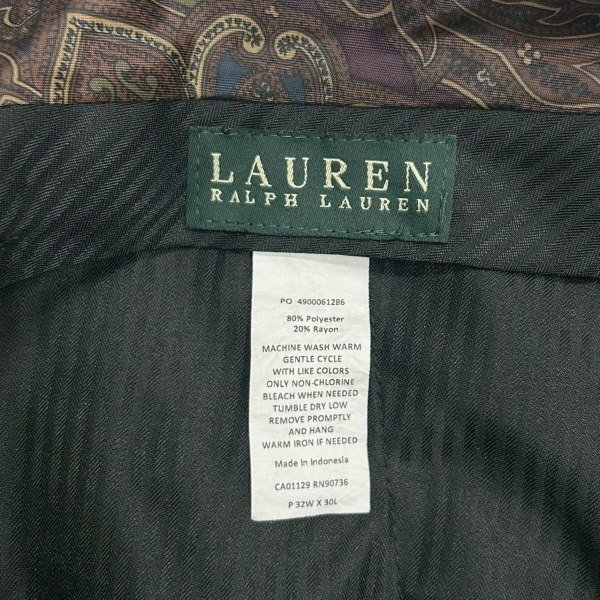 LAUREN
RALPH LAUREN
PO 4900061286
80% Polyester
20% Rayon
MACHINE WASH WARM
GENTLE CYCLE
WITH LIKE COLORS
ONLY NON-CHLORINE
BLEACH WHEN NEEDED
TUMBLE DRY LOW
REMOVE PROMPTLY
AND HANG
WARM IRON IF NEEDED
Made In Indonesia
CA01129 RN90736
P 32W X 30L